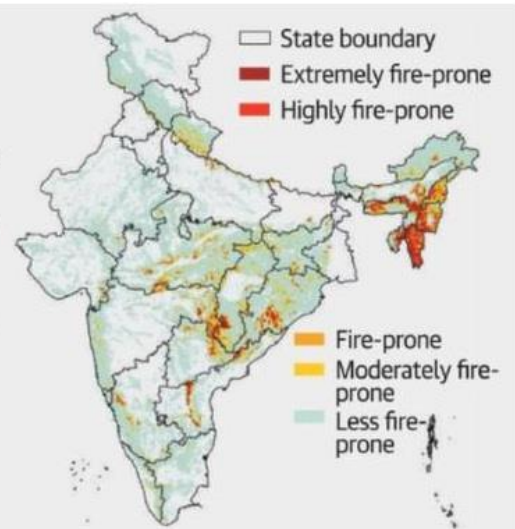 State boundary
Extremely fire-prone
Highly fire-prone
Fire-prone
Moderately fire-
prone
Less fire-
prone